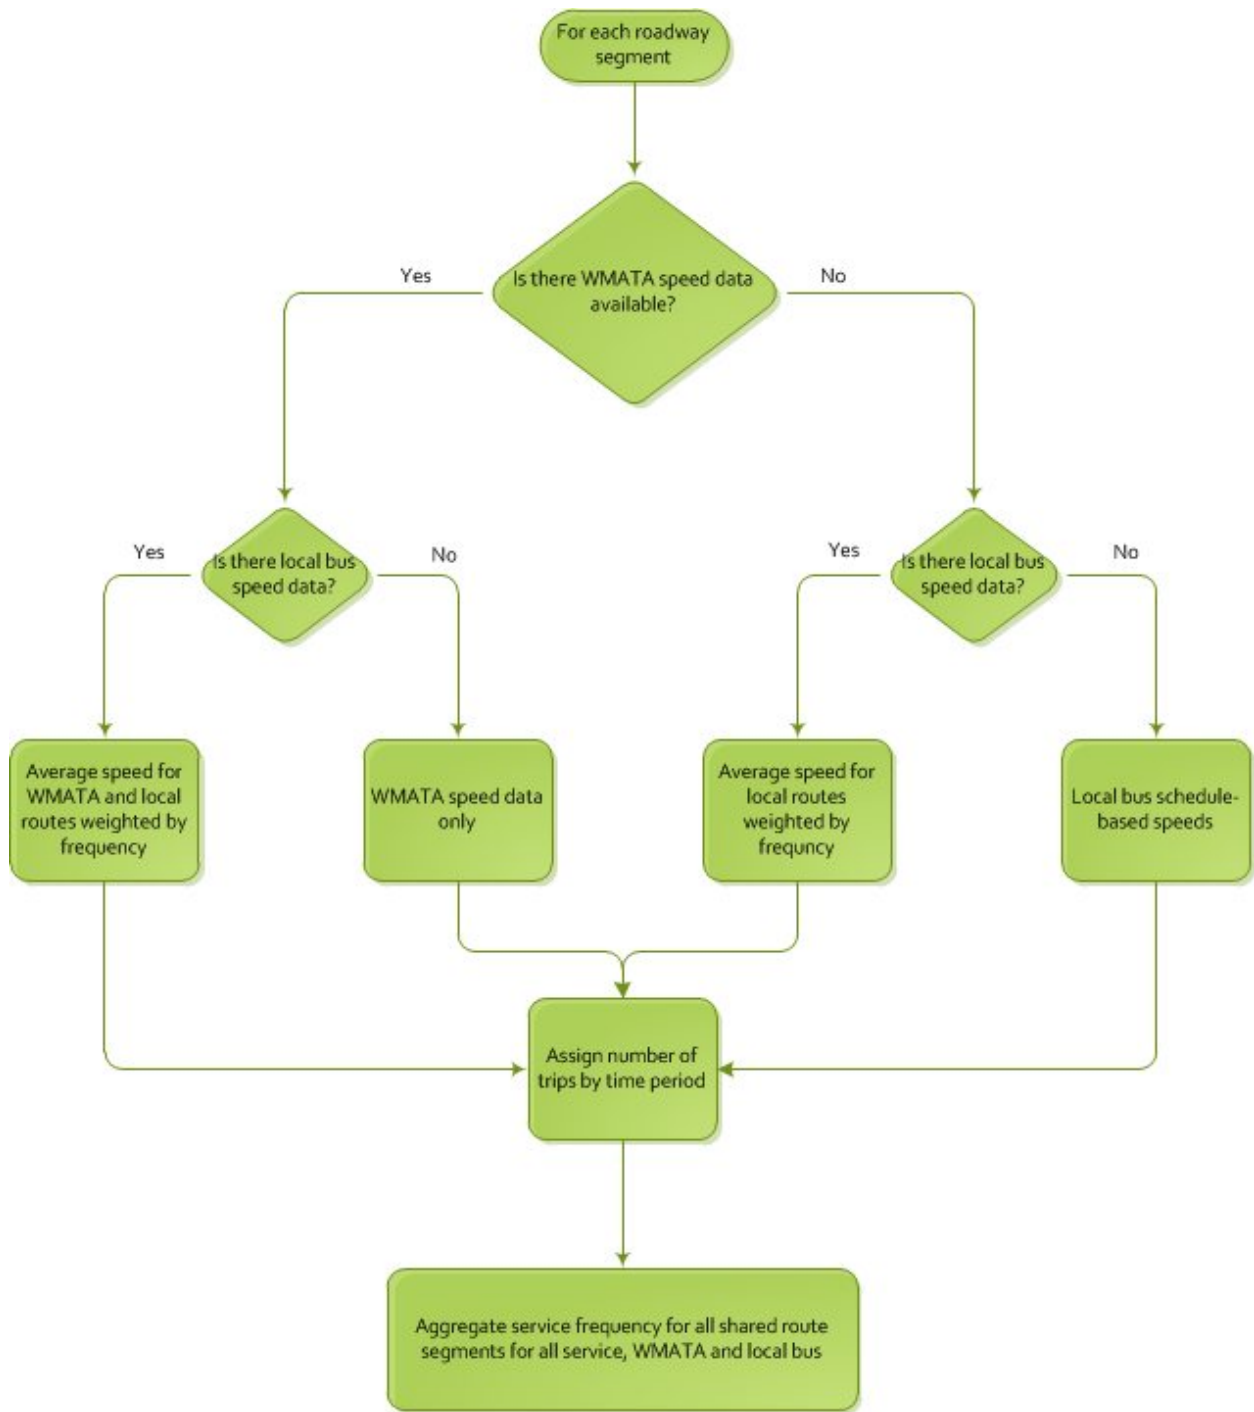 For each roadway
segment
Is there WMATA speed data
available?
Yes
No
Is there local bus
speed data?
Yes
No
Is there local bus
speed data?
Yes
No
Average speed for
WMATA and local
routes weighted by
frequency
WMATA speed data
only
Average speed for
local routes
weighted by
frequncy
Local bus schedule-
based speeds
Assign number of
trips by time period
Aggregate service frequency for all shared route
segments for all service, WMATA and local bus